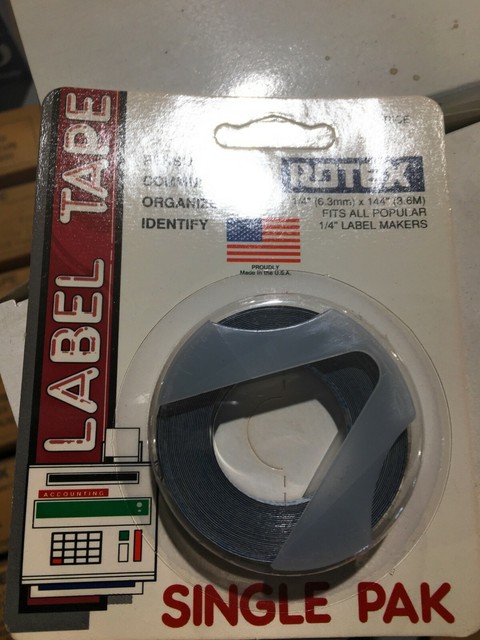 LABEL TAPE
ORGANIZE
IDENTIFY
ROTEX
1/4" (6.3mm) x 144" (3.6M)
FITS ALL POPULAR
1/4" LABEL MAKERS
PROUDLY
Made In the U.S.A.
ACCOUNTING
SINGLE PAK